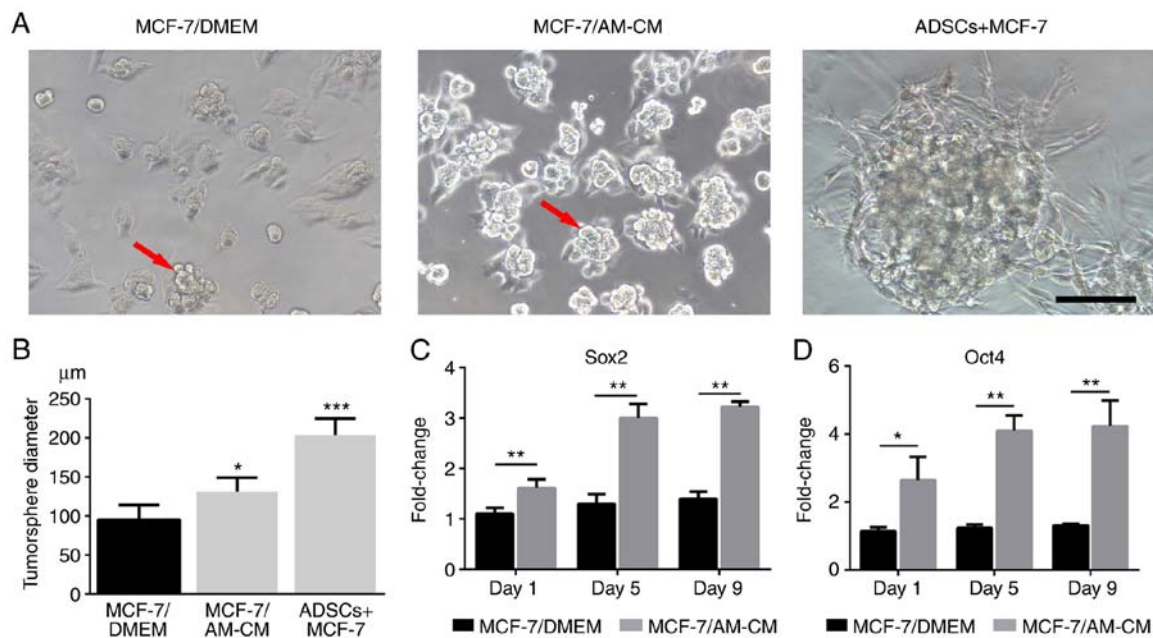 A
MCF-7/DMEM
MCF-7/AM-CM
ADSCs+MCF-7
B
µm
Tumorsphere diameter
250
200
150
100
50
0
*
***
MCF-7/
DMEM
MCF-7/
AM-CM
ADSCs+
MCF-7
C
Sox2
Fold-change
4
3
2
1
0
**
**
**
Day 1
Day 5
Day 9
MCF-7/DMEM
MCF-7/AM-CM
D
Oct4
Fold-change
6
4
2
0
*
**
**
Day 1
Day 5
Day 9
MCF-7/DMEM
MCF-7/AM-CM